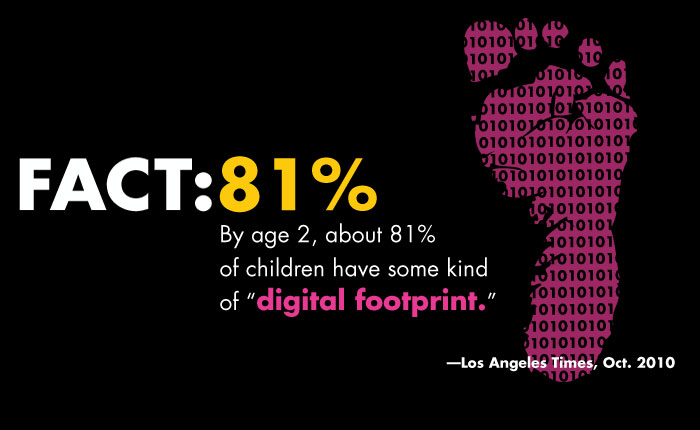 FACT:81%
By age 2, about 81%
of children have some kind
of “digital footprint.”
—Los Angeles Times, Oct. 2010